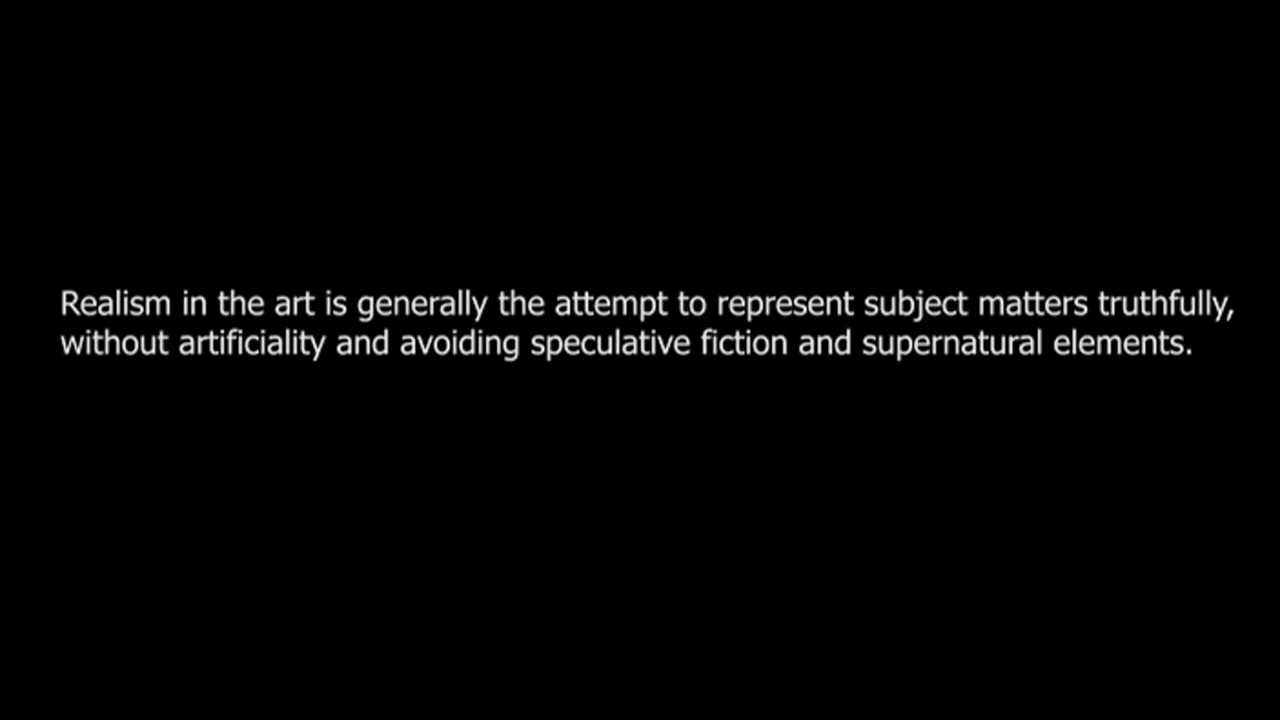 Realism in the art is generally the attempt to represent subject matters truthfully,
without artificiality and avoiding speculative fiction and supernatural elements.